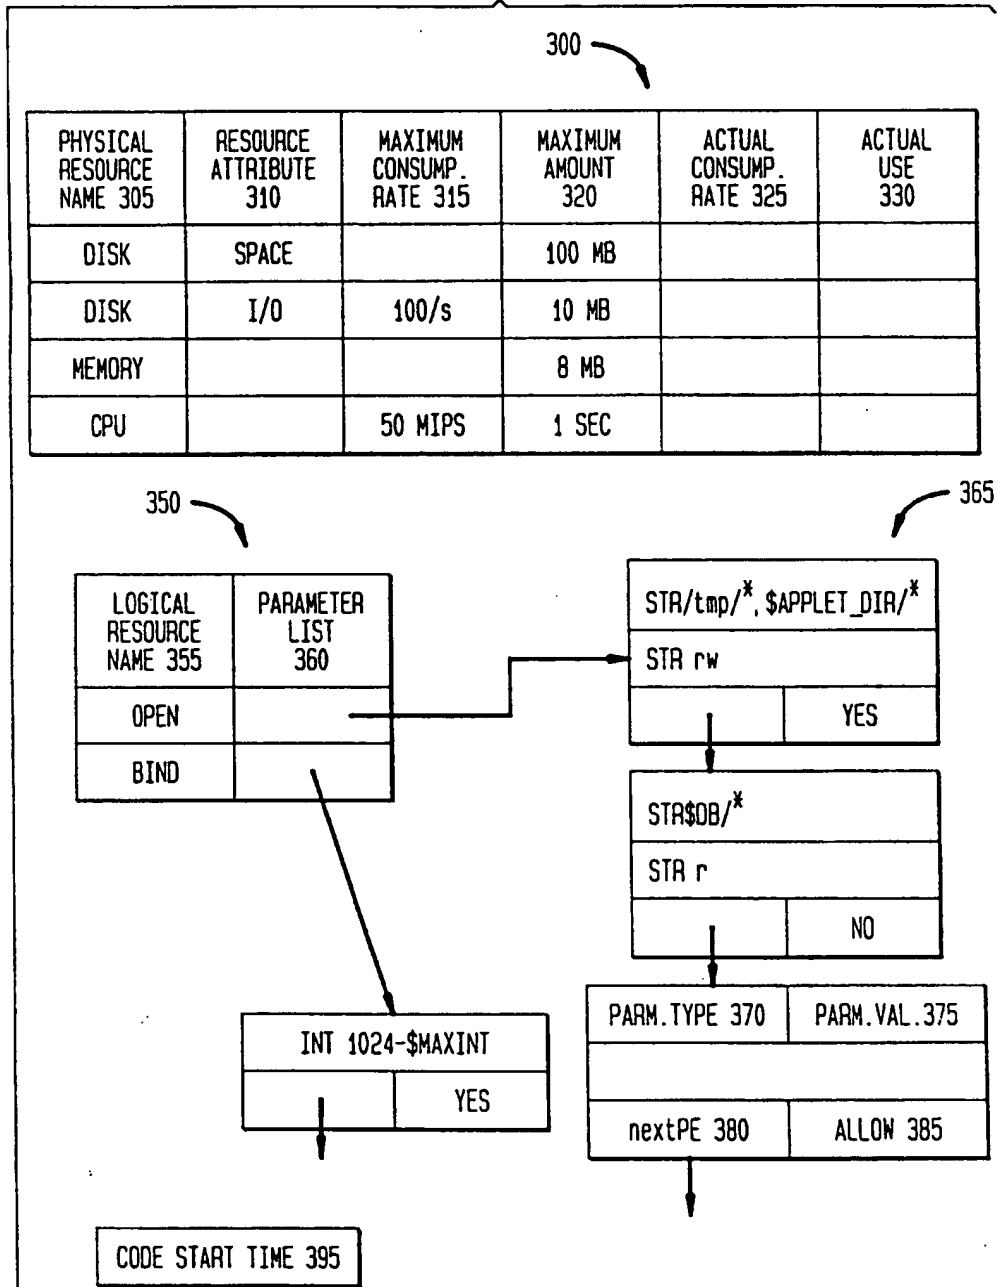 300
PHYSICAL RESOURCE NAME 305 RESOURCE ATTRIBUTE 310 MAXIMUM CONSUMP. RATE 315 MAXIMUM AMOUNT 320 ACTUAL CONSUMP. RATE 325 ACTUAL USE 330
DISK SPACE 100 MB
DISK I/O 100/s 10 MB
MEMORY 8 MB
CPU 50 MIPS 1 SEC
350
365
LOGICAL RESOURCE NAME 355 PARAMETER LIST 360
OPEN
BIND
STR/tmp/*, $APPLET_DIR/*
STR rw
YES
STR$DB/*
STR r
NO
PARM.TYPE 370 PARM.VAL.375
nextPE 380 ALLOW 385
INT 1024-$MAXINT
YES
CODE START TIME 395